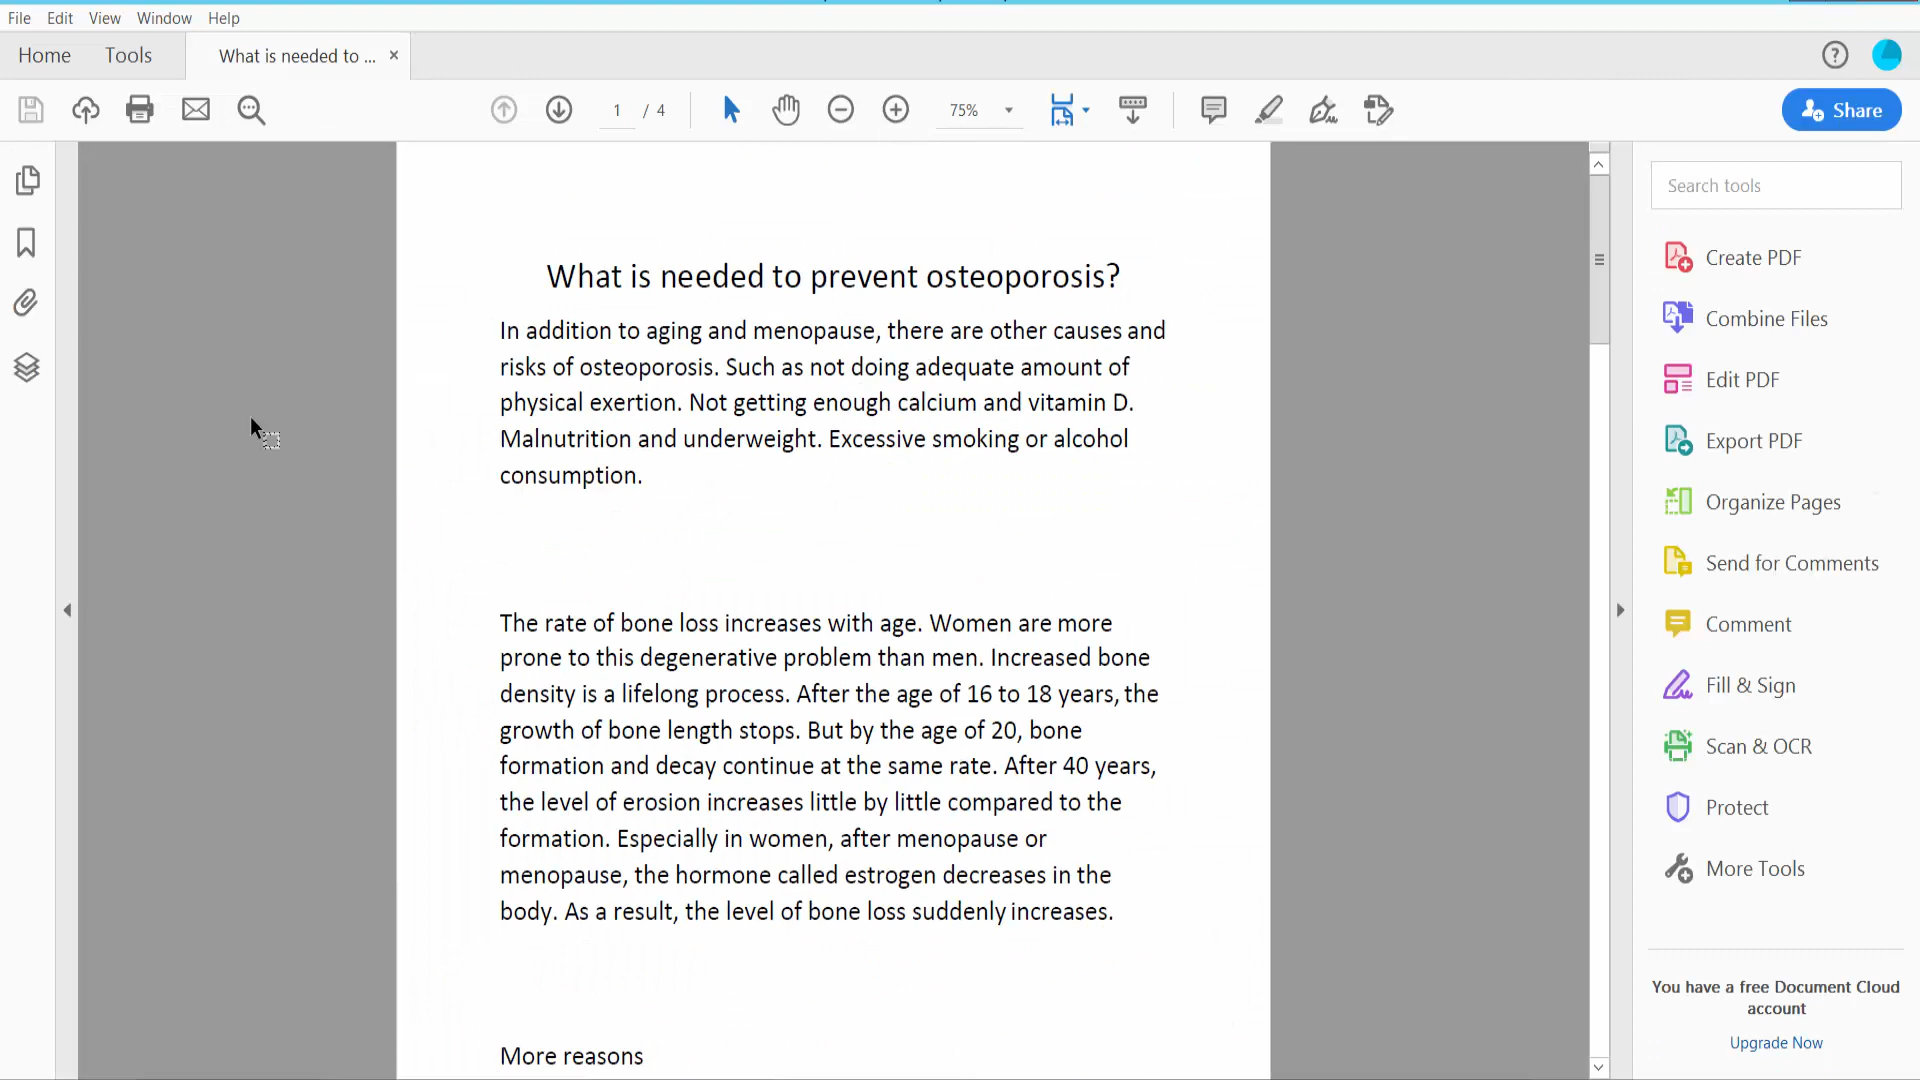 File Edit View Window Help
Home Tools What is needed to ... ×
1 / 4 75% Share
Search tools
Create PDF
Combine Files
Edit PDF
Export PDF
Organize Pages
Send for Comments
Comment
Fill & Sign
Scan & OCR
Protect
More Tools
You have a free Document Cloud
account
Upgrade Now
What is needed to prevent osteoporosis?
In addition to aging and menopause, there are other causes and
risks of osteoporosis. Such as not doing adequate amount of
physical exertion. Not getting enough calcium and vitamin D.
Malnutrition and underweight. Excessive smoking or alcohol
consumption.
The rate of bone loss increases with age. Women are more
prone to this degenerative problem than men. Increased bone
density is a lifelong process. After the age of 16 to 18 years, the
growth of bone length stops. But by the age of 20, bone
formation and decay continue at the same rate. After 40 years,
the level of erosion increases little by little compared to the
formation. Especially in women, after menopause or
menopause, the hormone called estrogen decreases in the
body. As a result, the level of bone loss suddenly increases.
More reasons